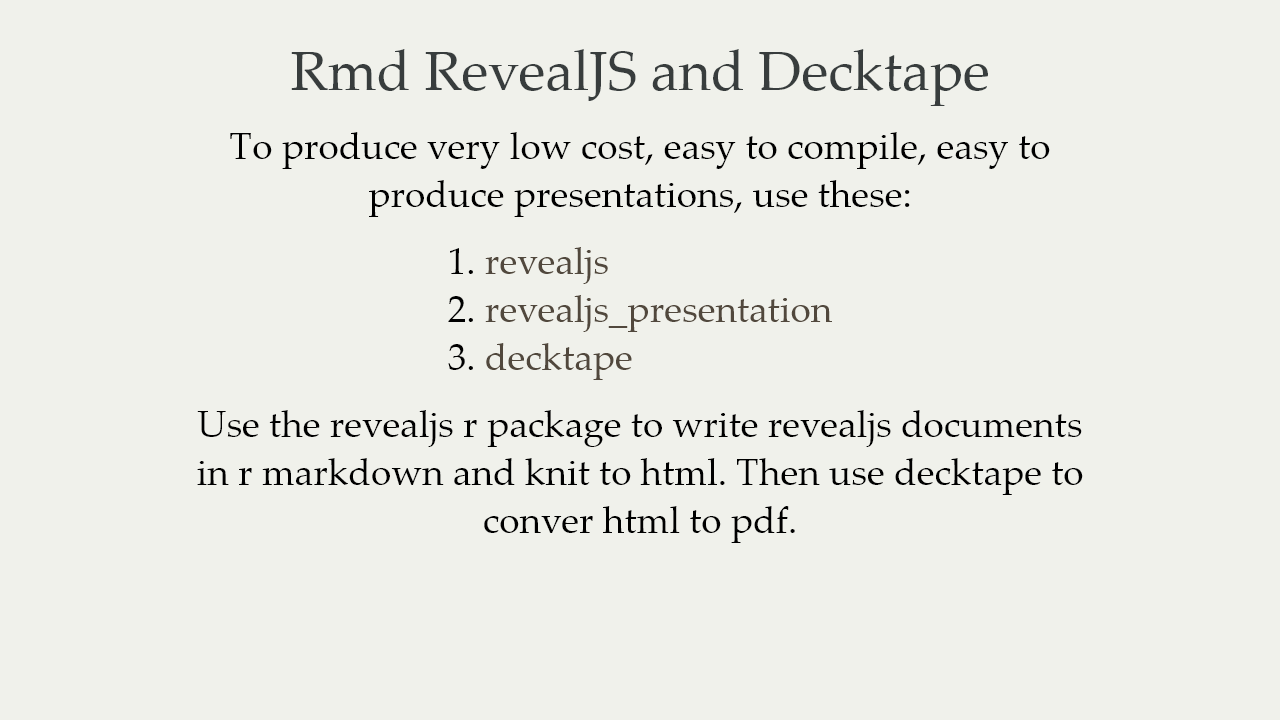 Rmd RevealJS and Decktape
To produce very low cost, easy to compile, easy to
produce presentations, use these:
1. revealjs
2. revealjs_presentation
3. decktape
Use the revealjs r package to write revealjs documents
in r markdown and knit to html. Then use decktape to
conver html to pdf.